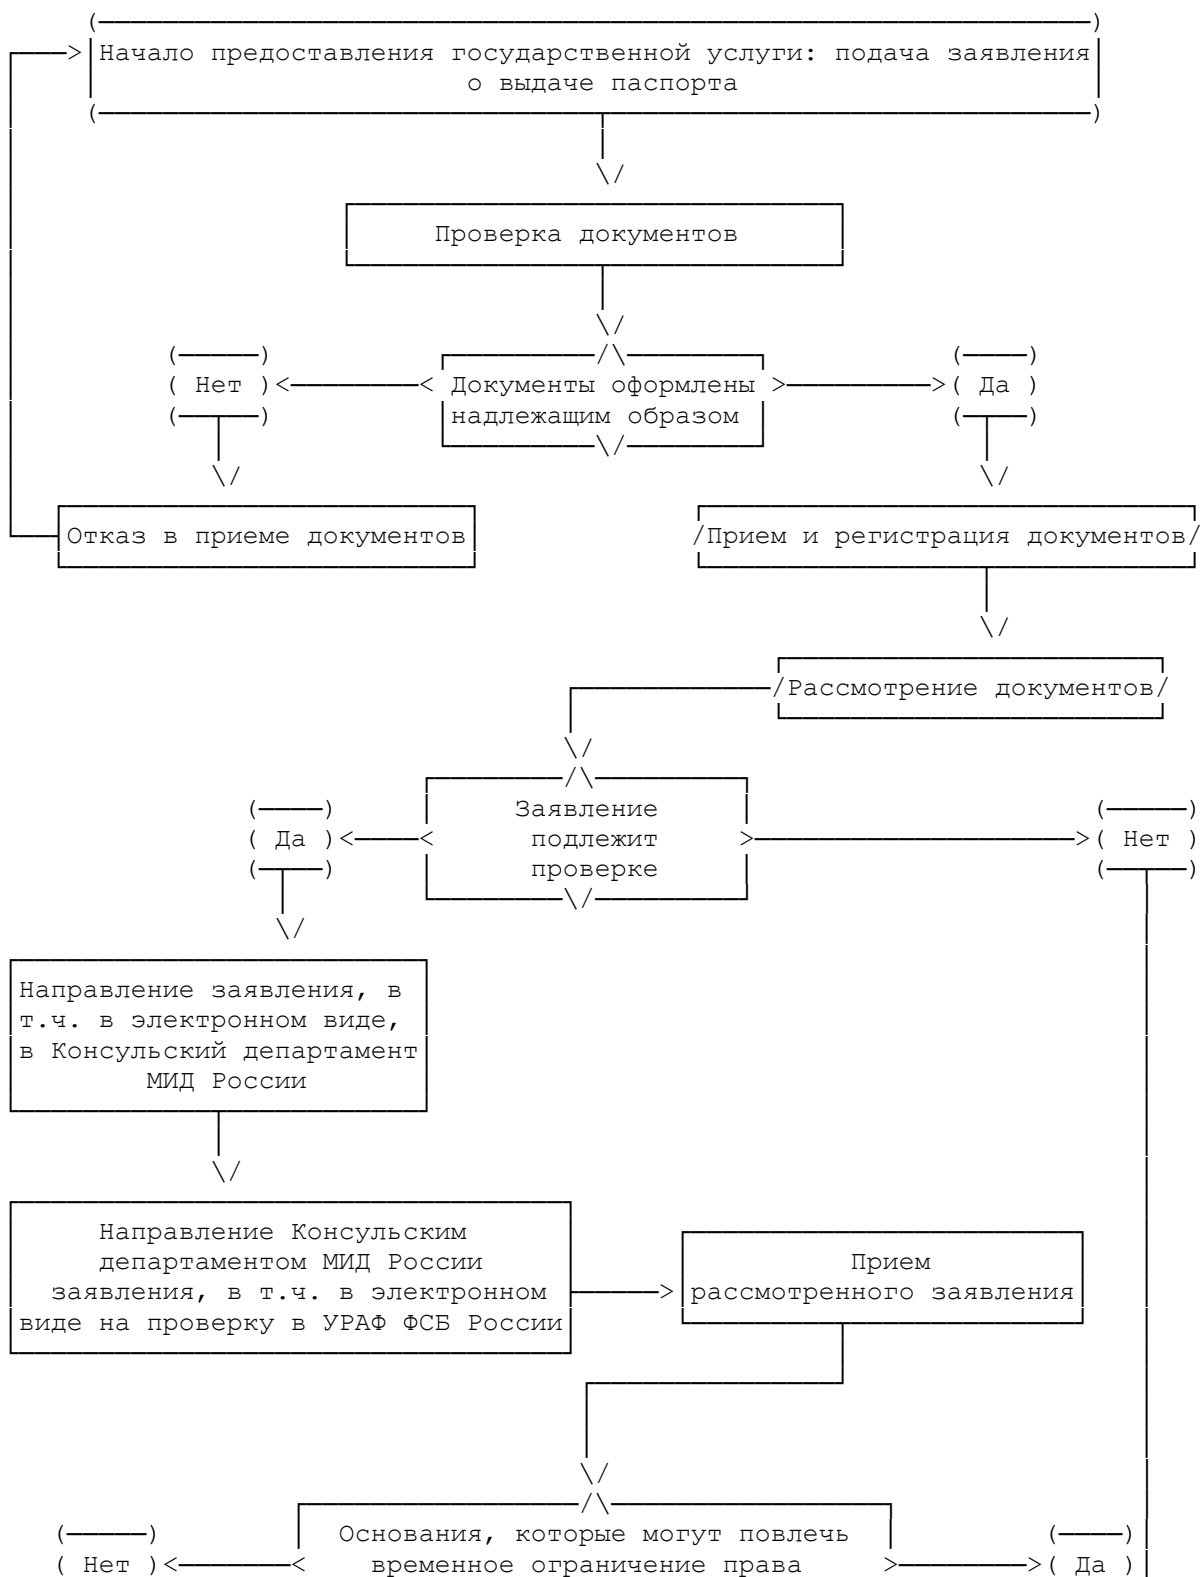 Начало предоставления государственной услуги: подача заявления
о выдаче паспорта
Проверка документов
Нет
Документы оформлены
надлежащим образом
Да
Отказ в приеме документов
Прием и регистрация документов
Рассмотрение документов
Да
Заявление
подлежит
проверке
Нет
Направление заявления, в
т.ч. в электронном виде,
в Консульский департамент
МИД России
Направление Консульским
департаментом МИД России
заявления, в т.ч. в электронном
виде на проверку в УРАФ ФСБ России
Прием
рассмотренного заявления
Основания, которые могут повлечь
Нет
временное ограничение права
Да